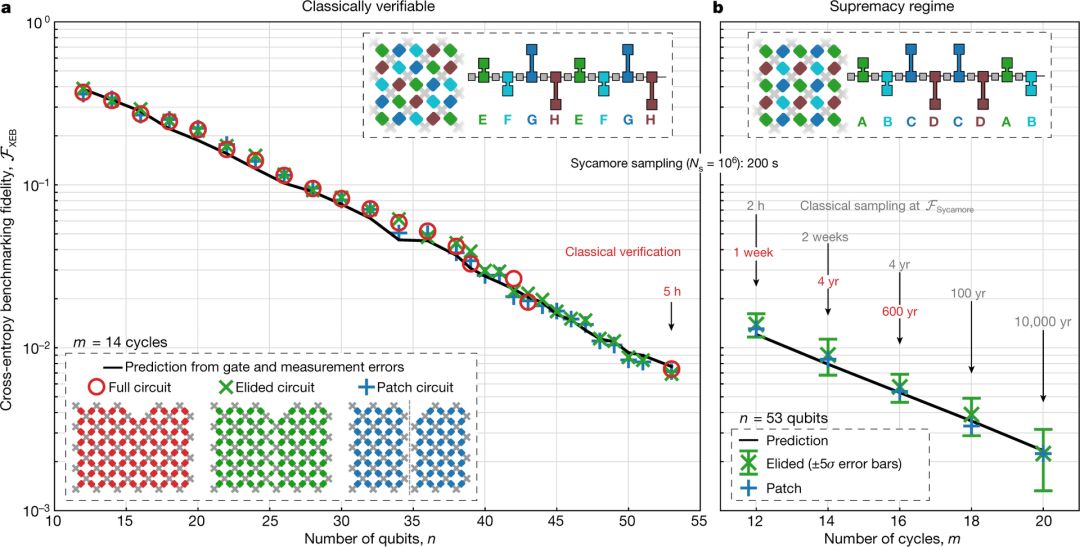 a
Classically verifiable
10⁰
10⁻¹
10⁻²
10⁻³
Cross-entropy benchmarking fidelity, ℱ_XEB
E F G H E F G H
Sycamore sampling (Nₛ = 10⁶): 200 s
Classical verification
5 h
m = 14 cycles
Prediction from gate and measurement errors
Full circuit
Elided circuit
Patch circuit
10 15 20 25 30 35 40 45 50 55
Number of qubits, n
b
Supremacy regime
A B C D C D A B
Classical sampling at ℱ_Sycamore
2 h
1 week
2 weeks
4 yr
4 yr
600 yr
100 yr
10,000 yr
n = 53 qubits
Prediction
Elided (±5σ error bars)
Patch
12 14 16 18 20
Number of cycles, m